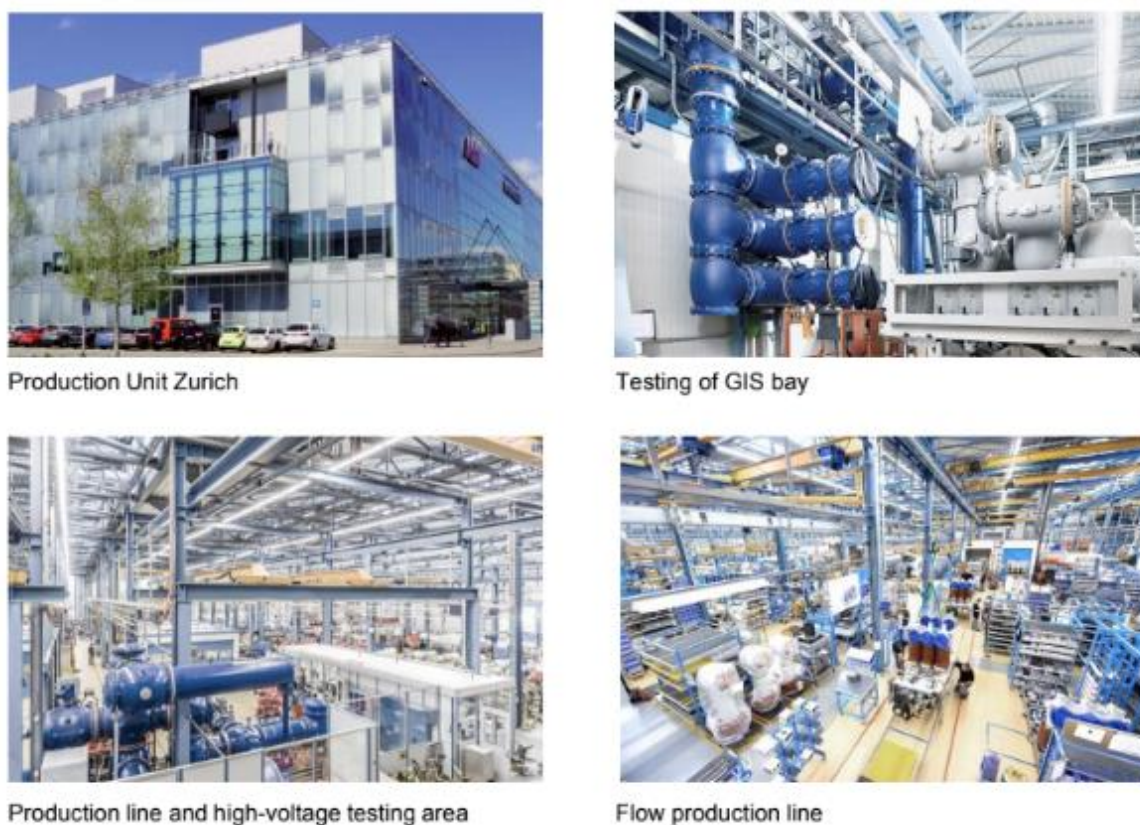 Production Unit Zurich
Testing of GIS bay
Production line and high-voltage testing area
Flow production line